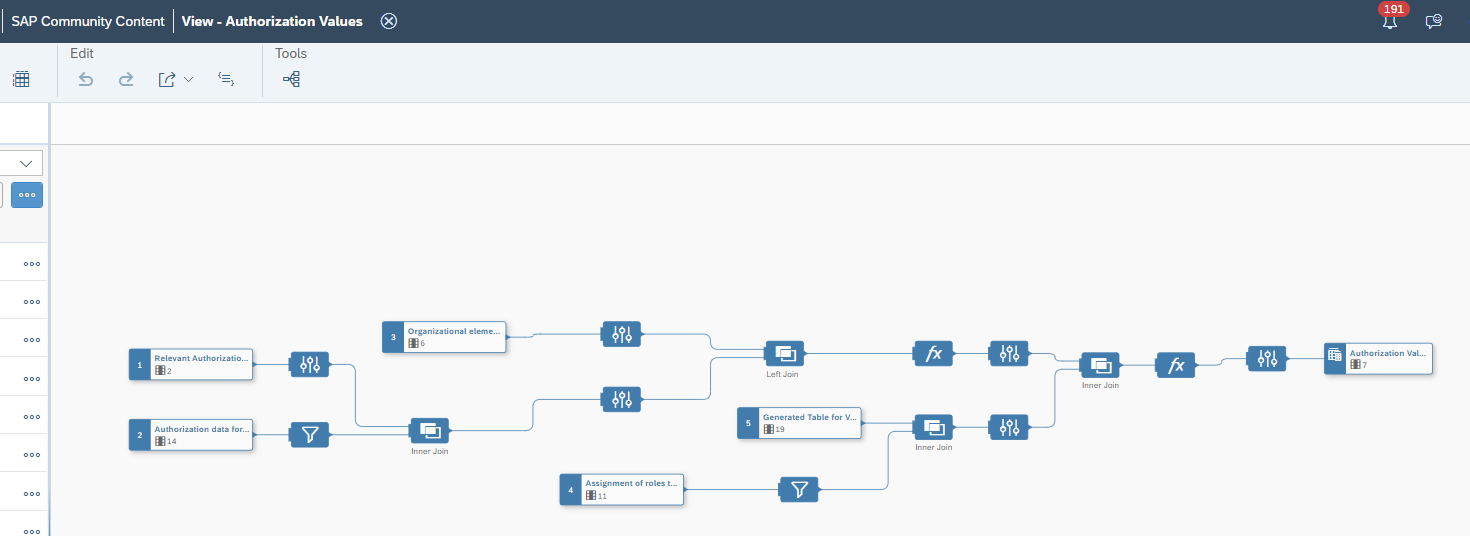 SAP Community Content
View - Authorization Values
191
Edit
Tools
3
Organizational eleme...
6
1
Relevant Authorizatio...
2
2
Authorization data for...
14
Inner Join
Left Join
fx
5
Generated Table for V...
19
Inner Join
4
Assignment of roles t...
11
Inner Join
fx
Authorization Val...
7